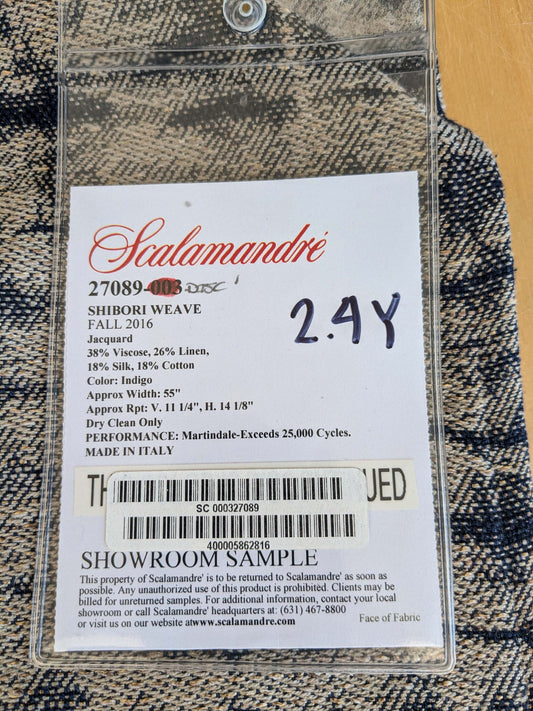 Scalamandré
27089-003 DISC
SHIBORI WEAVE
FALL 2016
2.4Y
Jacquard
38% Viscose, 26% Linen,
18% Silk, 18% Cotton
Color: Indigo
Approx Width: 55"
Approx Rpt: V. 11 1/4", H. 14 1/8"
Dry Clean Only
PERFORMANCE: Martindale-Exceeds 25,000 Cycles.
MADE IN ITALY
SC 000327089
400005862816
SHOWROOM SAMPLE
This property of Scalamandre' is to be returned to Scalamandre' as soon as
possible. Any unauthorized use of this product is prohibited. Clients may be
billed for unreturned samples. For additional information, contact your local
showroom or call Scalamandre' headquarters at: (631) 467-8800
or visit us on our website atwww.scalamandre.com
Face of Fabric